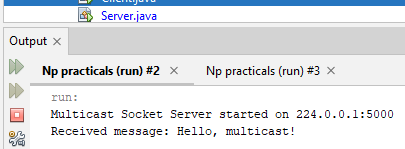 Client.java
Server.java
Output ×
Np practicals (run) #2 × Np practicals (run) #3 ×
run:
Multicast Socket Server started on 224.0.0.1:5000
Received message: Hello, multicast!